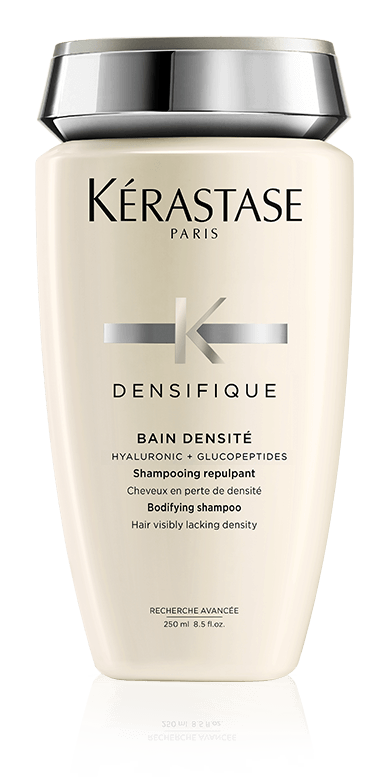 KÉRASTASE
PARIS
K
DENSIFIQUE
BAIN DENSITÉ
HYALURONIC + GLUCOPEPTIDES
Shampooing repulpant
Cheveux en perte de densité
Bodifying shampoo
Hair visibly lacking density
RECHERCHE AVANCÉE
250 ml 8.5 fl.oz.